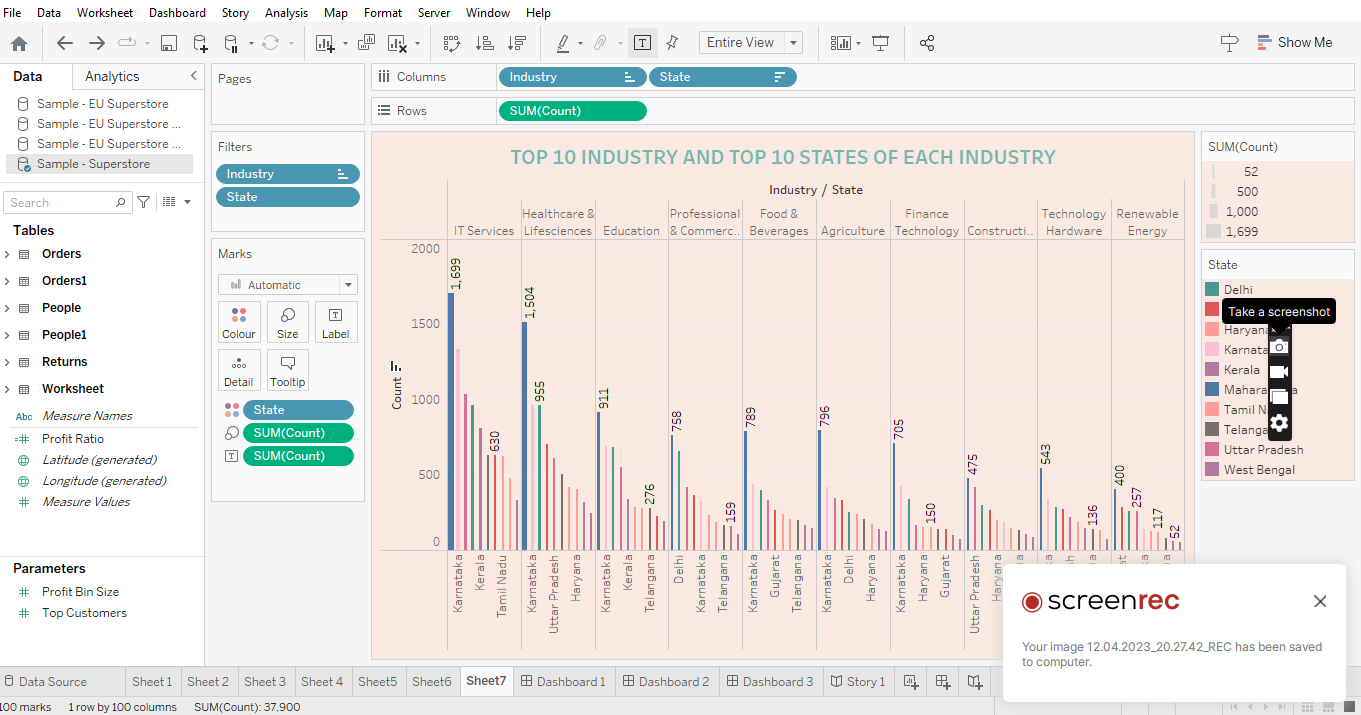 File Data Worksheet Dashboard Story Analysis Map Format Server Window Help
Entire View
Show Me
Data Analytics
Sample - EU Superstore
Sample - EU Superstore ...
Sample - EU Superstore ...
Sample - Superstore
Search
Tables
Orders
Orders1
People
People1
Returns
Worksheet
Abc Measure Names
Profit Ratio
Latitude (generated)
Longitude (generated)
Measure Values
Parameters
Profit Bin Size
Top Customers
Pages
Filters
Industry
State
Marks
Automatic
Colour Size Label
Detail Tooltip
State
SUM(Count)
SUM(Count)
Columns Industry State
Rows SUM(Count)
TOP 10 INDUSTRY AND TOP 10 STATES OF EACH INDUSTRY
Industry / State
IT Services
Healthcare &
Lifesciences
Education
Professional
& Commerc..
Food &
Beverages
Agriculture
Finance
Technology
Constructi..
Technology
Hardware
Renewable
Energy
Count
2000
1500
1000
500
0
1,699
630
1,504
955
911
276
758
159
789
796
705
150
475
543
136
400
257
117
52
Karnataka
Kerala
Tamil Nadu
Karnataka
Uttar Pradesh
Haryana
Karnataka
Kerala
Telangana
Delhi
Karnataka
Telangana
Karnataka
Gujarat
Telangana
Karnataka
Delhi
Haryana
Karnataka
Haryana
Gujarat
Uttar Pradesh
SUM(Count)
52
500
1,000
1,699
State
Delhi
Take a screenshot
Haryana
Karnata
Kerala
Mahara
Tamil N
Telanga
Uttar Pradesh
West Bengal
screenrec
Your image 12.04.2023_20.27.42_REC has been saved
to computer.
Data Source Sheet 1 Sheet 2 Sheet 3 Sheet 4 Sheet5 Sheet6 Sheet7 Dashboard 1 Dashboard 2 Dashboard 3 Story 1
100 marks 1 row by 100 columns SUM(Count): 37,900